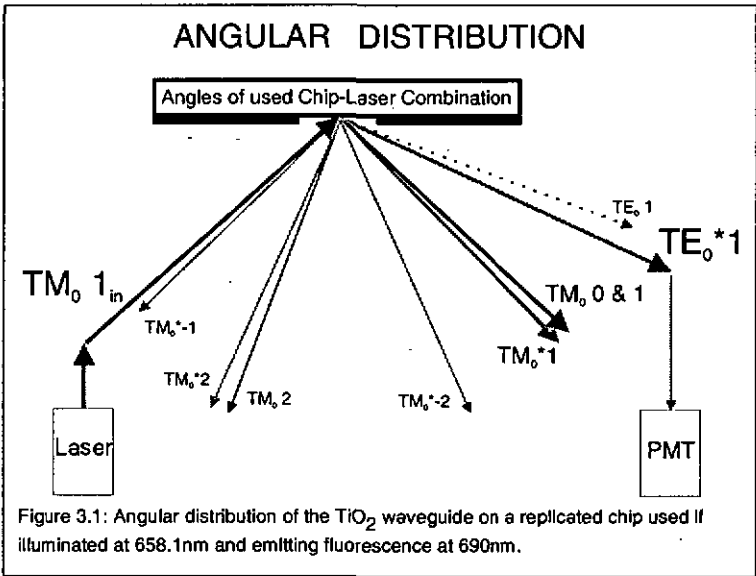 ANGULAR DISTRIBUTION
Angles of used Chip-Laser Combination
TE₀ 1
TE₀*1
TM₀ 1in
TM₀*-1
TM₀ 0 & 1
TM₀*1
TM₀*2
TM₀ 2
TM₀*-2
Laser
PMT
Figure 3.1: Angular distribution of the TiO₂ waveguide on a replicated chip used if
illuminated at 658.1nm and emitting fluorescence at 690nm.